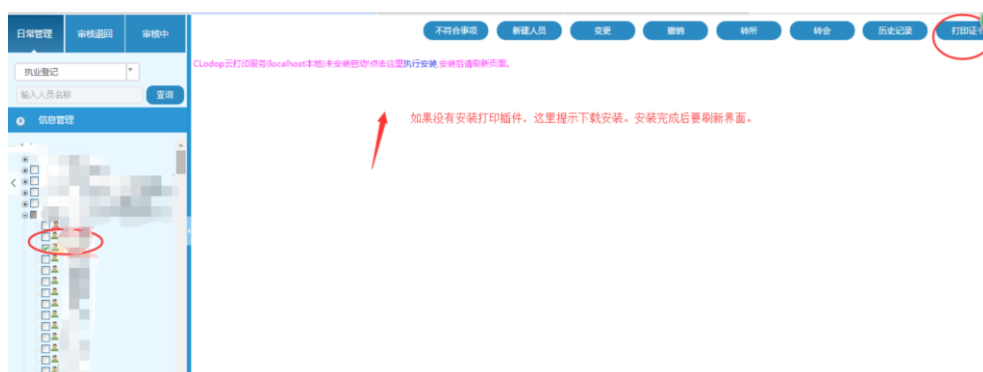 日常管理 审核退回 审核中
不符合事项 新建人员 变更 撤销 转所 转会 历史记录 打印证书
执业登记
CLodop云打印服务(localhost本地)未安装启动!点击这里执行安装,安装后请刷新页面。
输入人员名称 查询
如果没有安装打印插件，这里提示下载安装。安装完成后要刷新界面。
信息管理